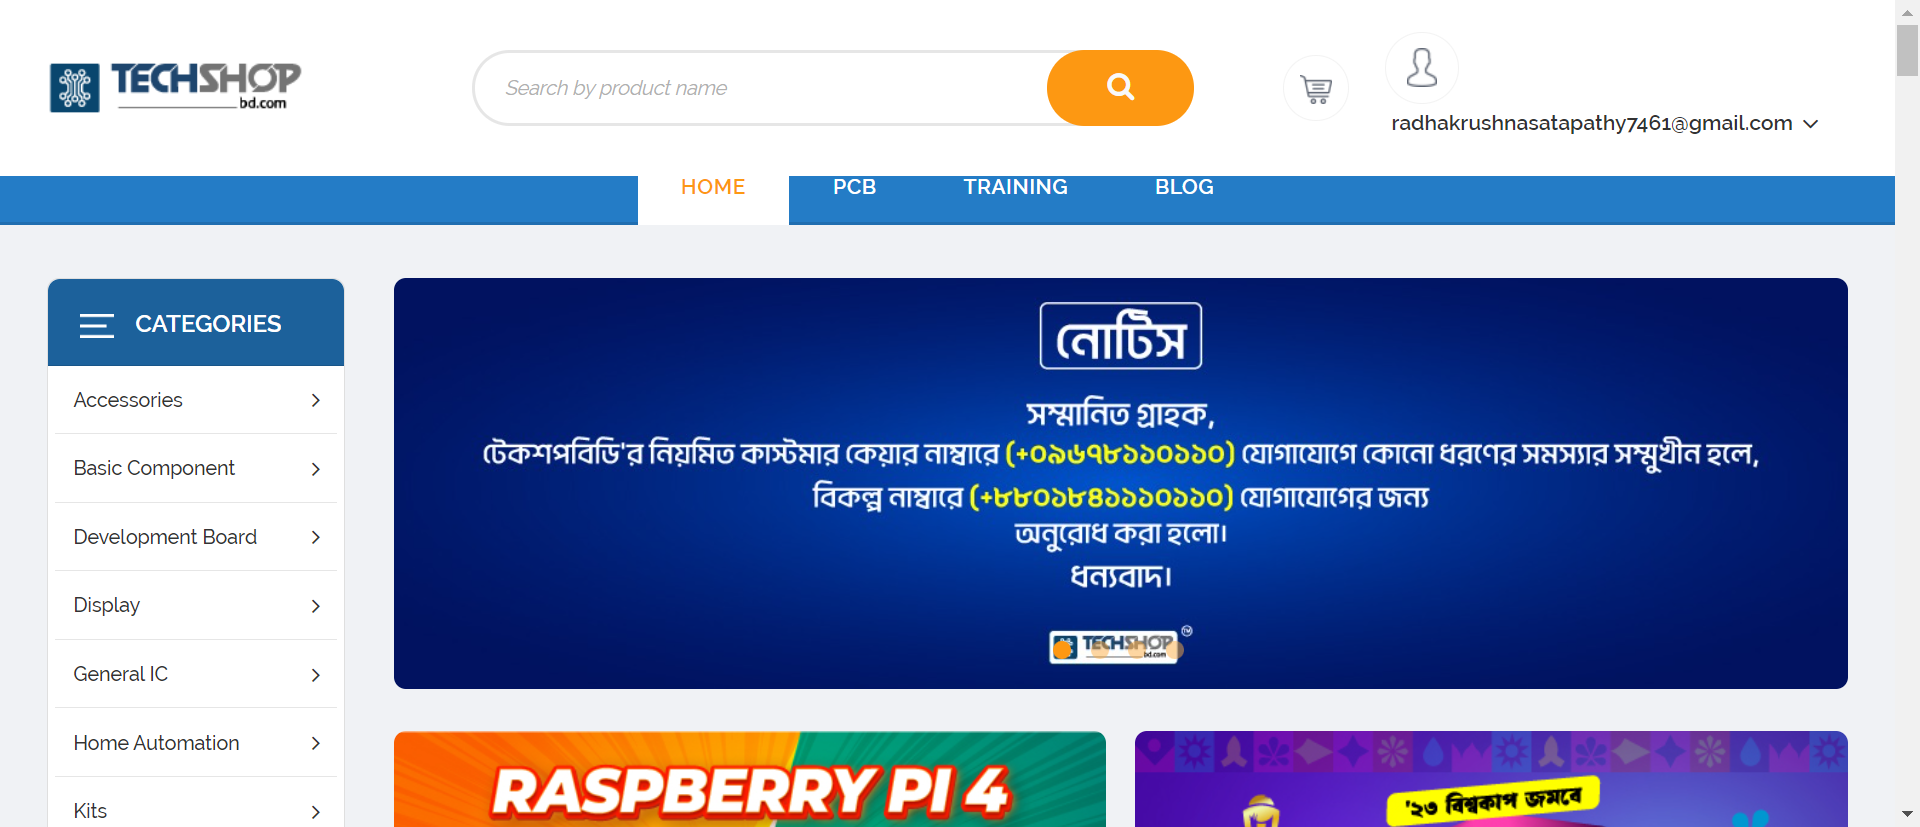 TECHSHOP
bd.com
Search by product name
radhakrushnasatapathy7461@gmail.com
HOME PCB TRAINING BLOG
CATEGORIES
Accessories
Basic Component
Development Board
Display
General IC
Home Automation
Kits
নোটিস
সম্মানিত গ্রাহক,
টেকশপবিডি'র নিয়মিত কাস্টমার কেয়ার নাম্বারে (+০৯৬৭৮১১০১১০) যোগাযোগে কোনো ধরণের সমস্যার সম্মুখীন হলে,
বিকল্প নাম্বারে (+৮৮০১৮৪১১১০১১০) যোগাযোগের জন্য
অনুরোধ করা হলো।
ধন্যবাদ।
TECHSHOP TM
bd.com
RASPBERRY PI 4
'২৩ বিশ্বকাপ জমবে